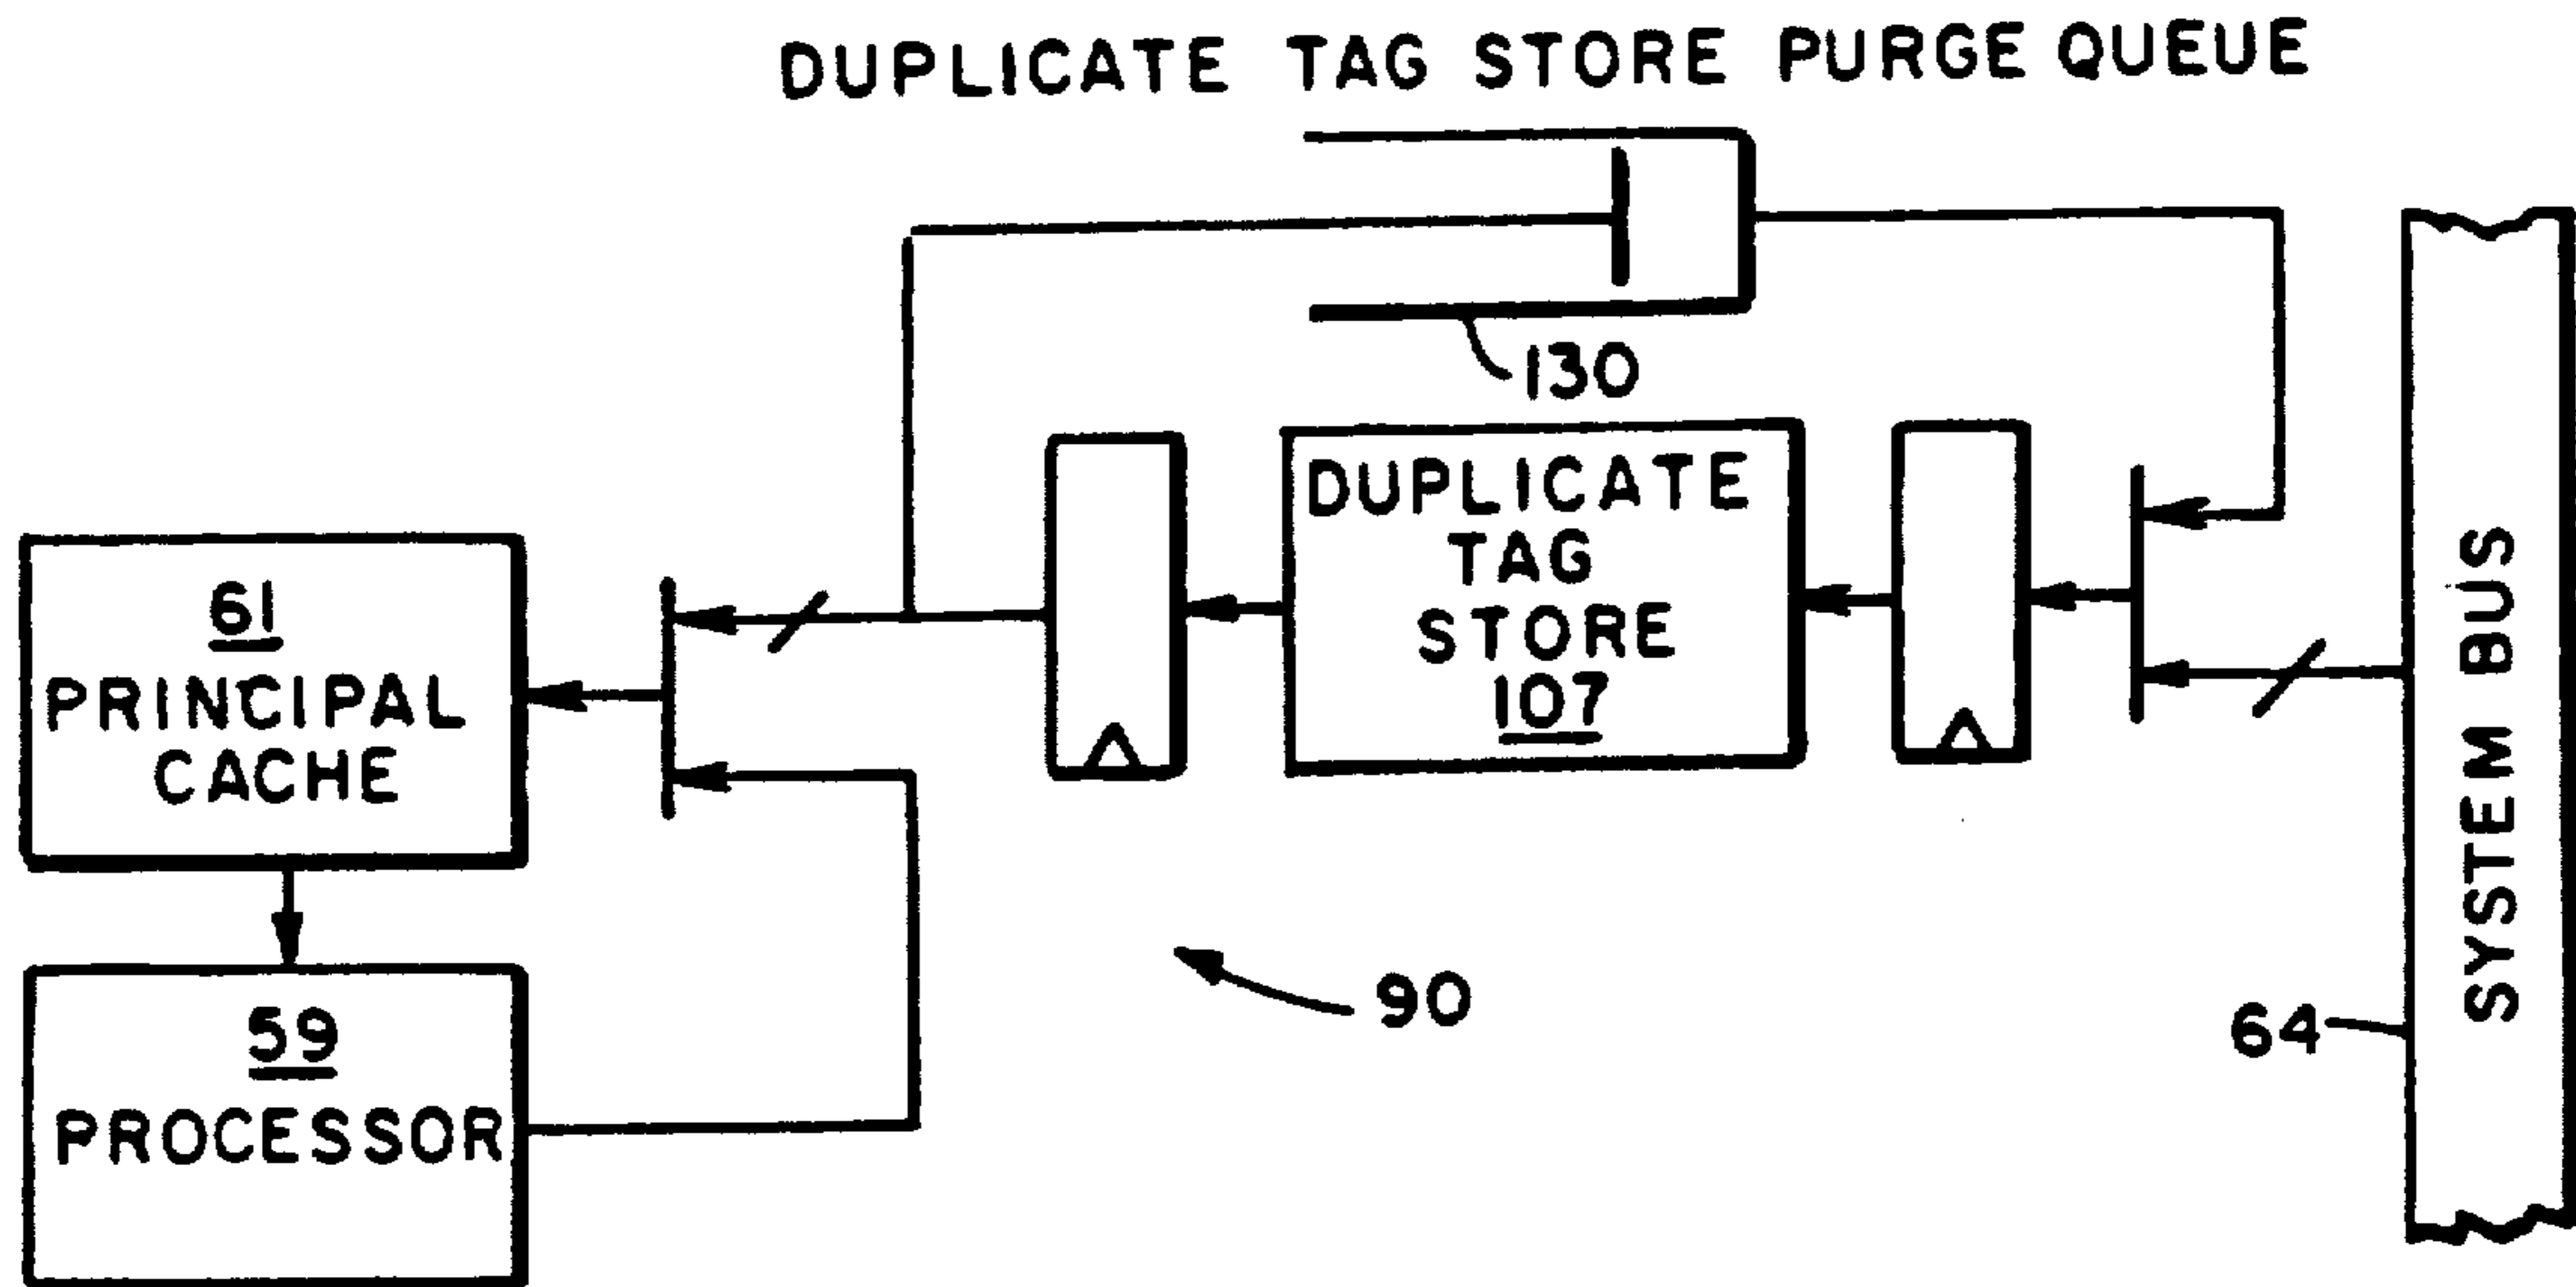 DUPLICATE TAG STORE PURGE QUEUE
130
DUPLICATE
TAG
STORE
107
61
PRINCIPAL
CACHE
59
PROCESSOR
90
64
SYSTEM BUS